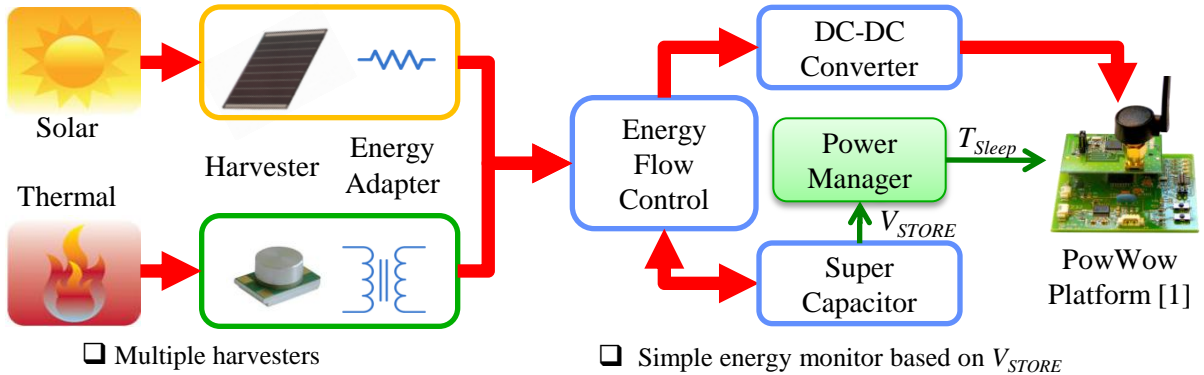 Solar
Harvester
Energy
Adapter
Thermal
❑ Multiple harvesters
Energy
Flow
Control
DC-DC
Converter
Power
Manager
T_Sleep
V_STORE
Super
Capacitor
PowWow
Platform [1]
❑ Simple energy monitor based on V_STORE